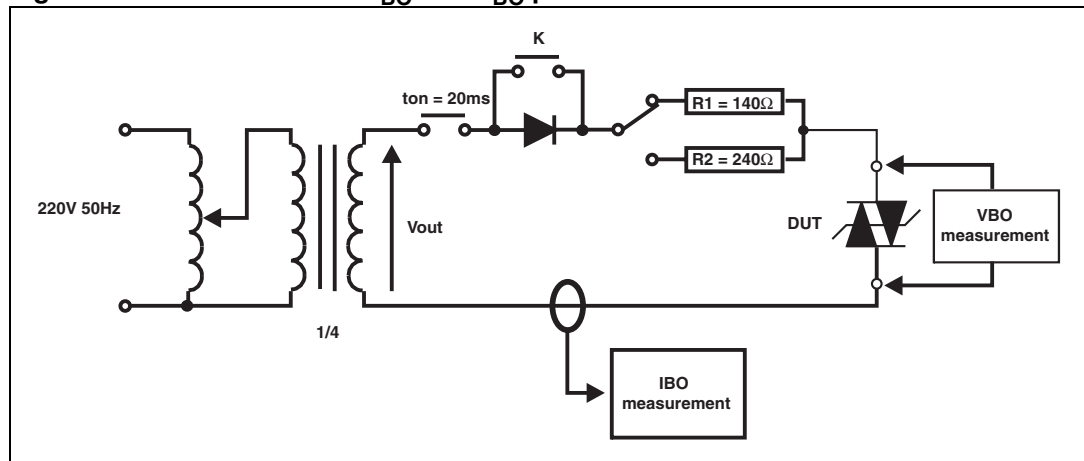 K
ton = 20ms
R1 = 140Ω
R2 = 240Ω
220V 50Hz
Vout
DUT
VBO
measurement
1/4
IBO
measurement